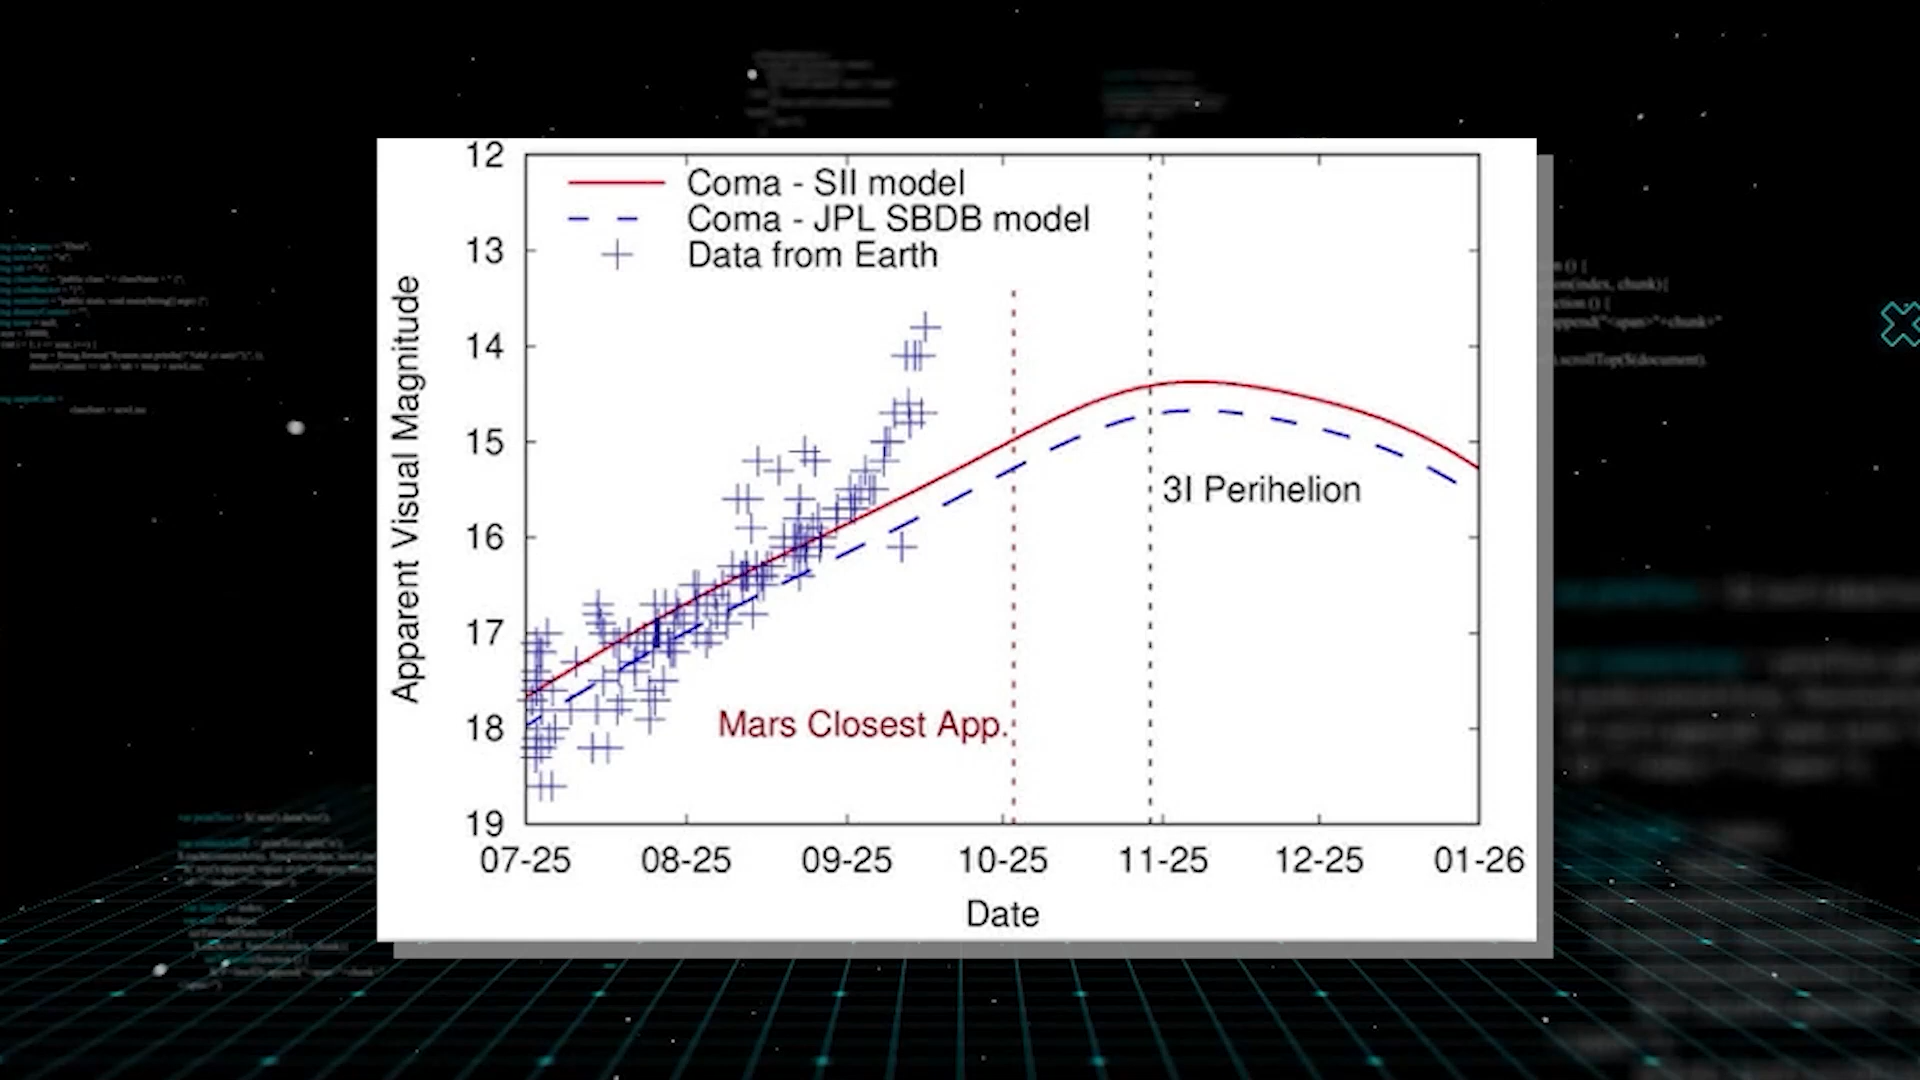 12
Coma - SII model
Coma - JPL SBDB model
13
Data from Earth
14
15
3I Perihelion
16
17
Mars Closest App.
18
19
Apparent Visual Magnitude
07-25 08-25 09-25 10-25 11-25 12-25 01-26
Date